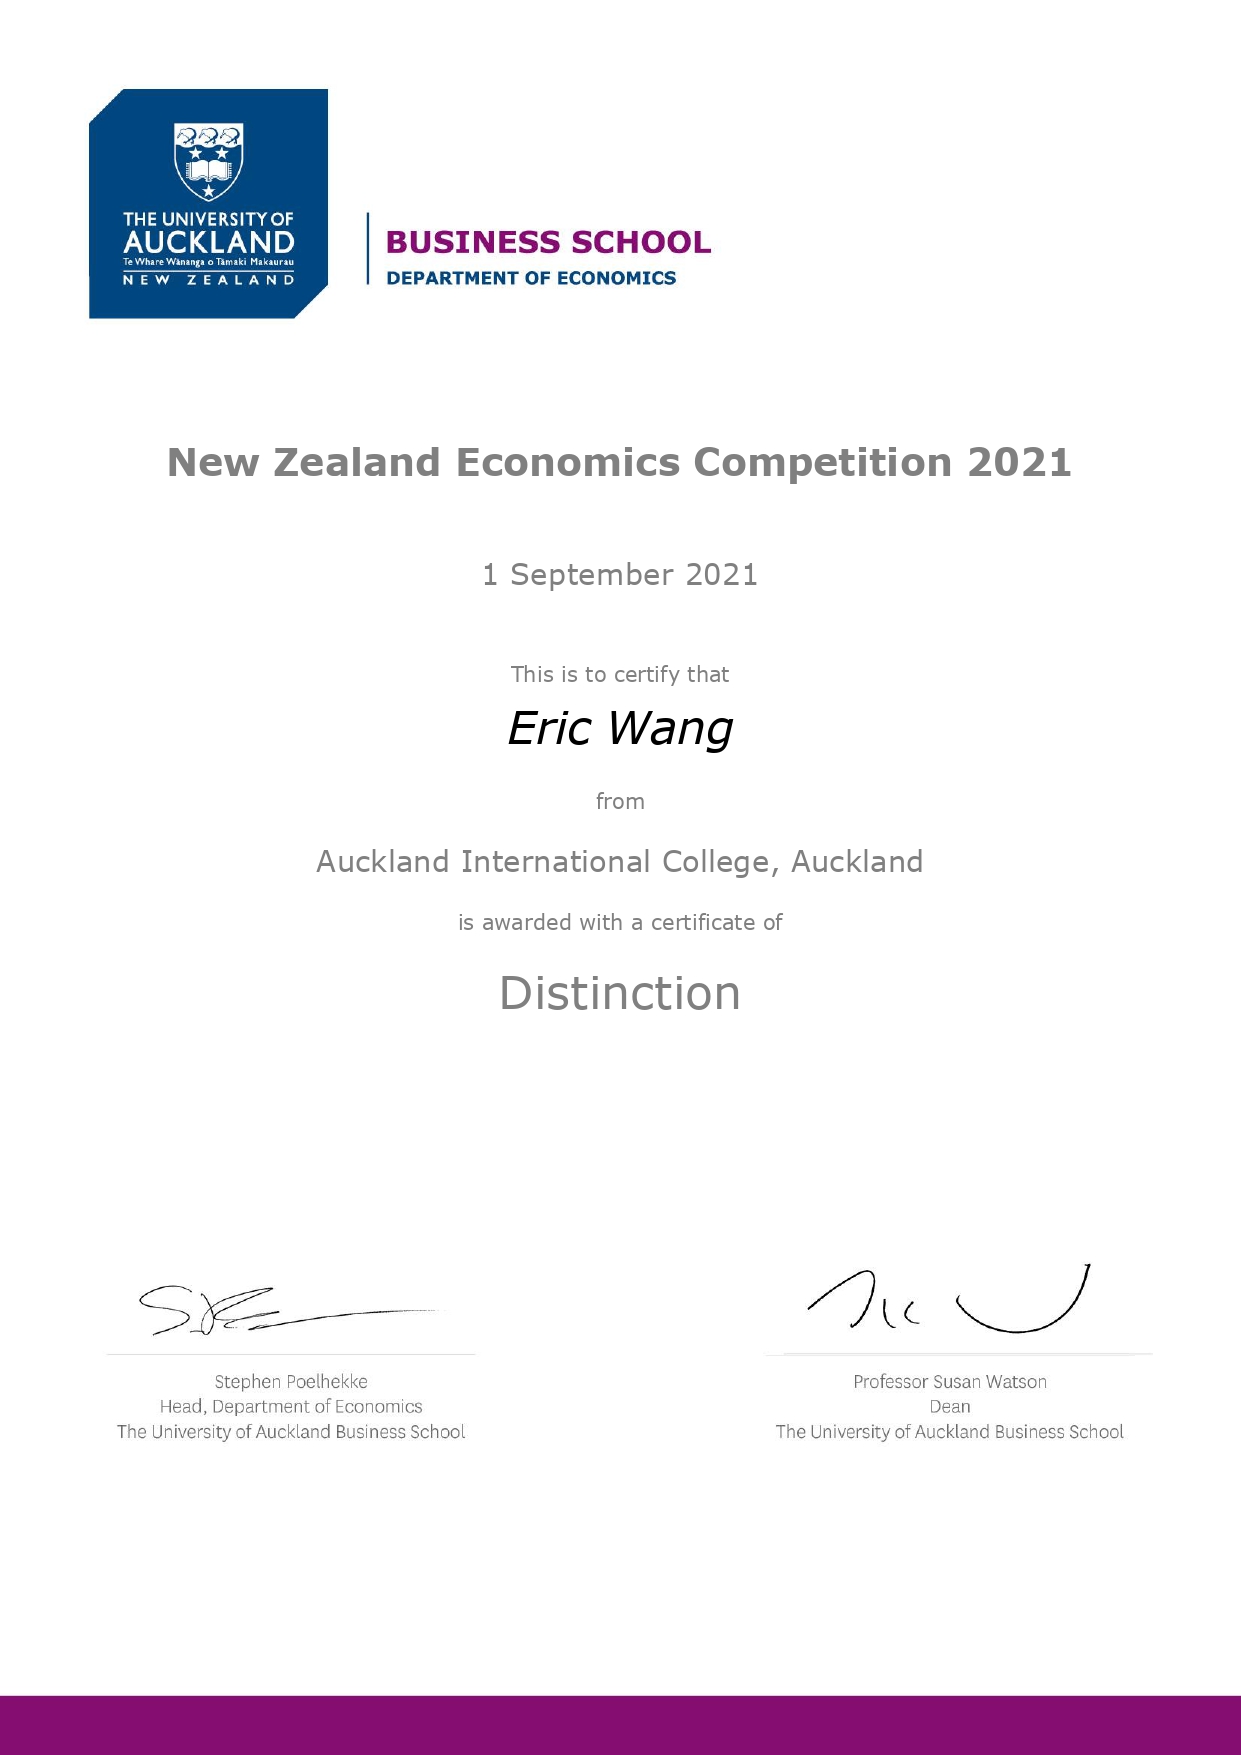 THE UNIVERSITY OF
AUCKLAND
Te Whare Wānanga o Tāmaki Makaurau
NEW ZEALAND
BUSINESS SCHOOL
DEPARTMENT OF ECONOMICS
New Zealand Economics Competition 2021
1 September 2021
This is to certify that
Eric Wang
from
Auckland International College, Auckland
is awarded with a certificate of
Distinction
Stephen Poelhekke
Head, Department of Economics
The University of Auckland Business School
Professor Susan Watson
Dean
The University of Auckland Business School